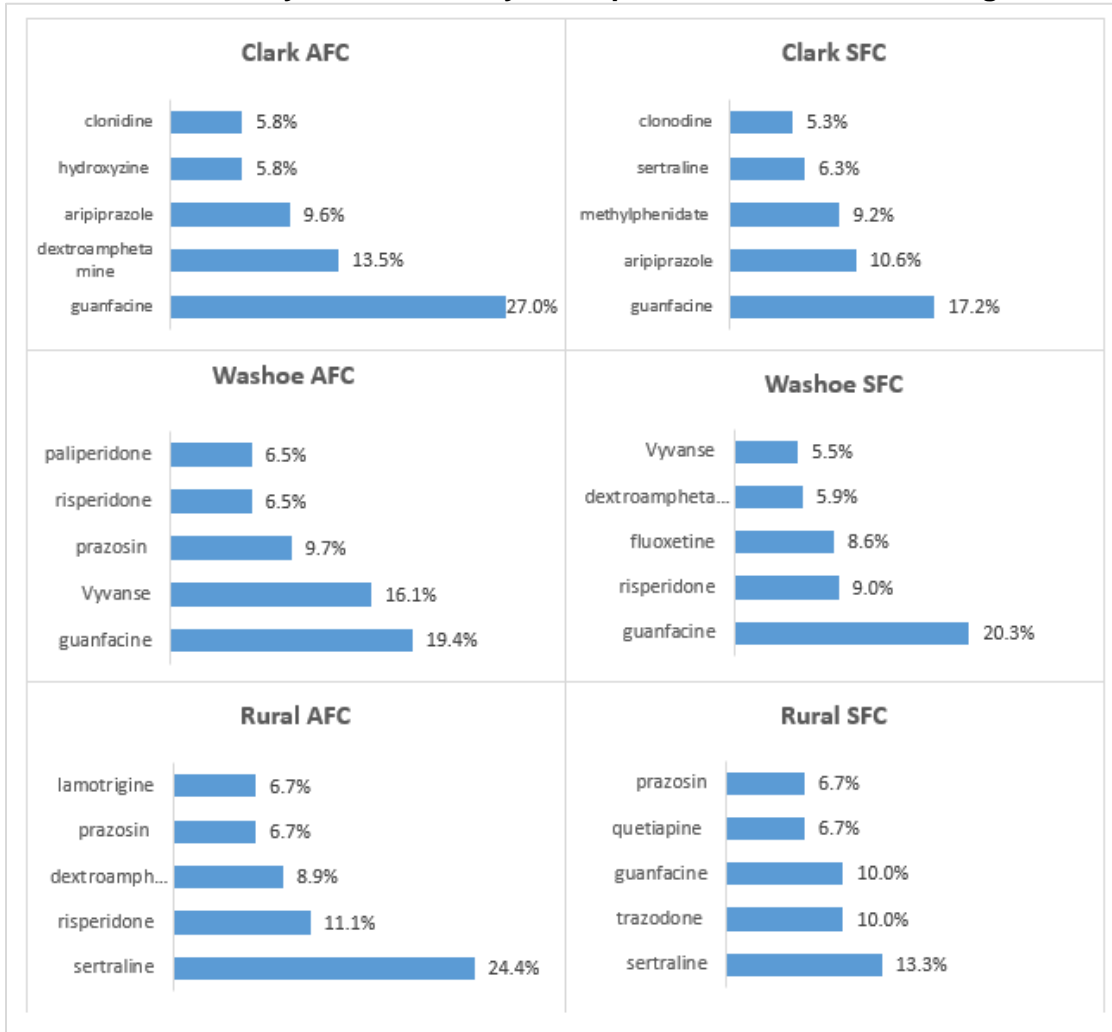 Clark AFC
clonidine 5.8%
hydroxyzine 5.8%
aripiprazole 9.6%
dextroampheta
mine 13.5%
guanfacine 27.0%
Clark SFC
clonodine 5.3%
sertraline 6.3%
methylphenidate 9.2%
aripiprazole 10.6%
guanfacine 17.2%
Washoe AFC
paliperidone 6.5%
risperidone 6.5%
prazosin 9.7%
Vyvanse 16.1%
guanfacine 19.4%
Washoe SFC
Vyvanse 5.5%
dextroampheta... 5.9%
fluoxetine 8.6%
risperidone 9.0%
guanfacine 20.3%
Rural AFC
lamotrigine 6.7%
prazosin 6.7%
dextroamph... 8.9%
risperidone 11.1%
sertraline 24.4%
Rural SFC
prazosin 6.7%
quetiapine 6.7%
guanfacine 10.0%
trazodone 10.0%
sertraline 13.3%